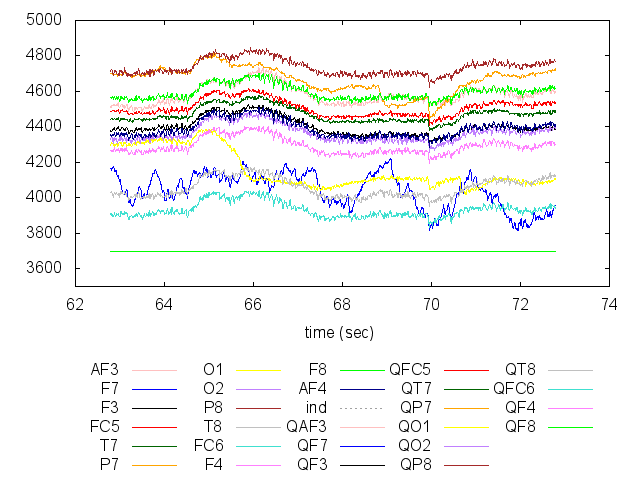 5000
4800
4600
4400
4200
4000
3800
3600
62 64 66 68 70 72 74
time (sec)
AF3 O1 F8 QFC5 QT8
F7 O2 AF4 QT7 QFC6
F3 P8 ind QP7 QF4
FC5 T8 QAF3 QO1 QF8
T7 FC6 QF7 QO2
P7 F4 QF3 QP8